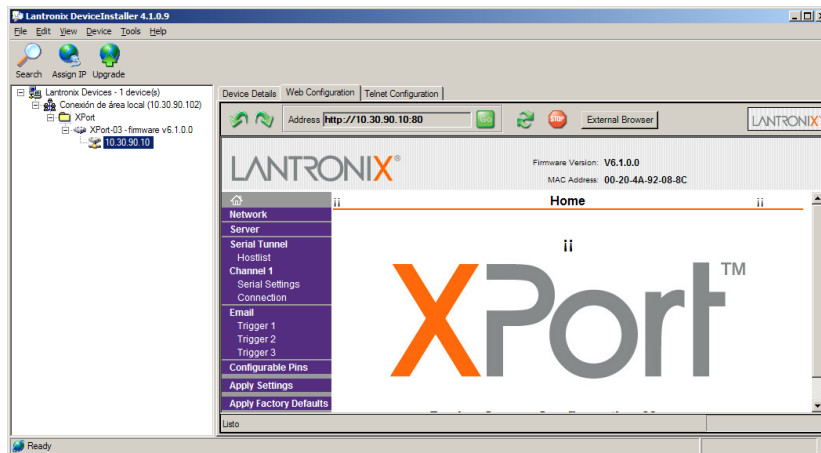 Lantronix DeviceInstaller 4.1.0.9
File Edit View Device Tools Help
Search Assign IP Upgrade
Lantronix Devices - 1 device(s)
Conexión de área local (10.30.90.102)
XPort
XPort-03 - firmware v6.1.0.0
10.30.90.10
Device Details Web Configuration Telnet Configuration
Address http://10.30.90.10:80 Go STOP External Browser LANTRONIX
LANTRONIX®
Firmware Version: V6.1.0.0
MAC Address: 00-20-4A-92-08-8C
¡¡ Home ¡¡
Network
Server
Serial Tunnel
Hostlist
Channel 1
Serial Settings
Connection
Email
Trigger 1
Trigger 2
Trigger 3
Configurable Pins
Apply Settings
Apply Factory Defaults
¡¡
XPort™
Listo
Ready